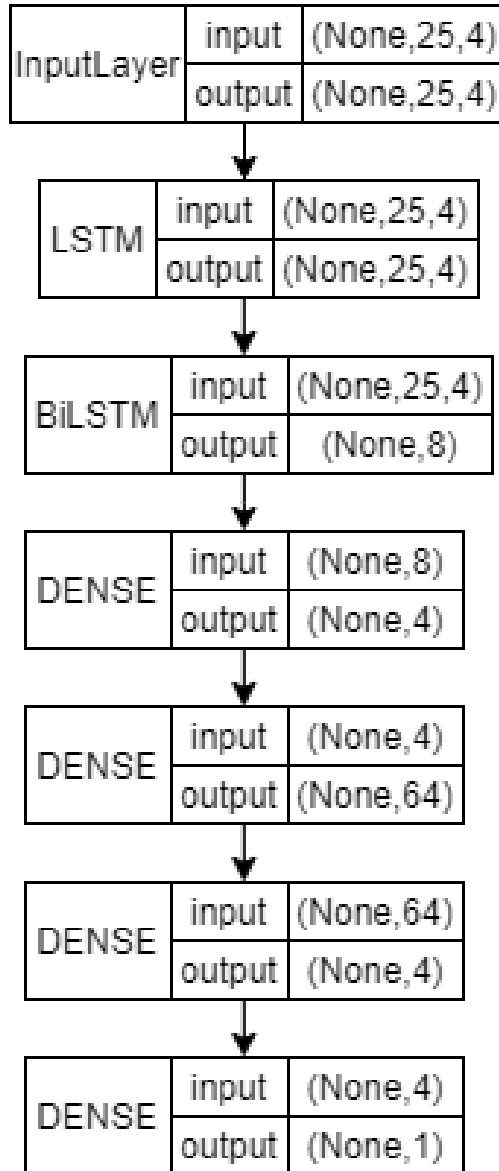 InputLayer input (None,25,4)
output (None,25,4)
LSTM input (None,25,4)
output (None,25,4)
BiLSTM input (None,25,4)
output (None,8)
DENSE input (None,8)
output (None,4)
DENSE input (None,4)
output (None,64)
DENSE input (None,64)
output (None,4)
DENSE input (None,4)
output (None,1)